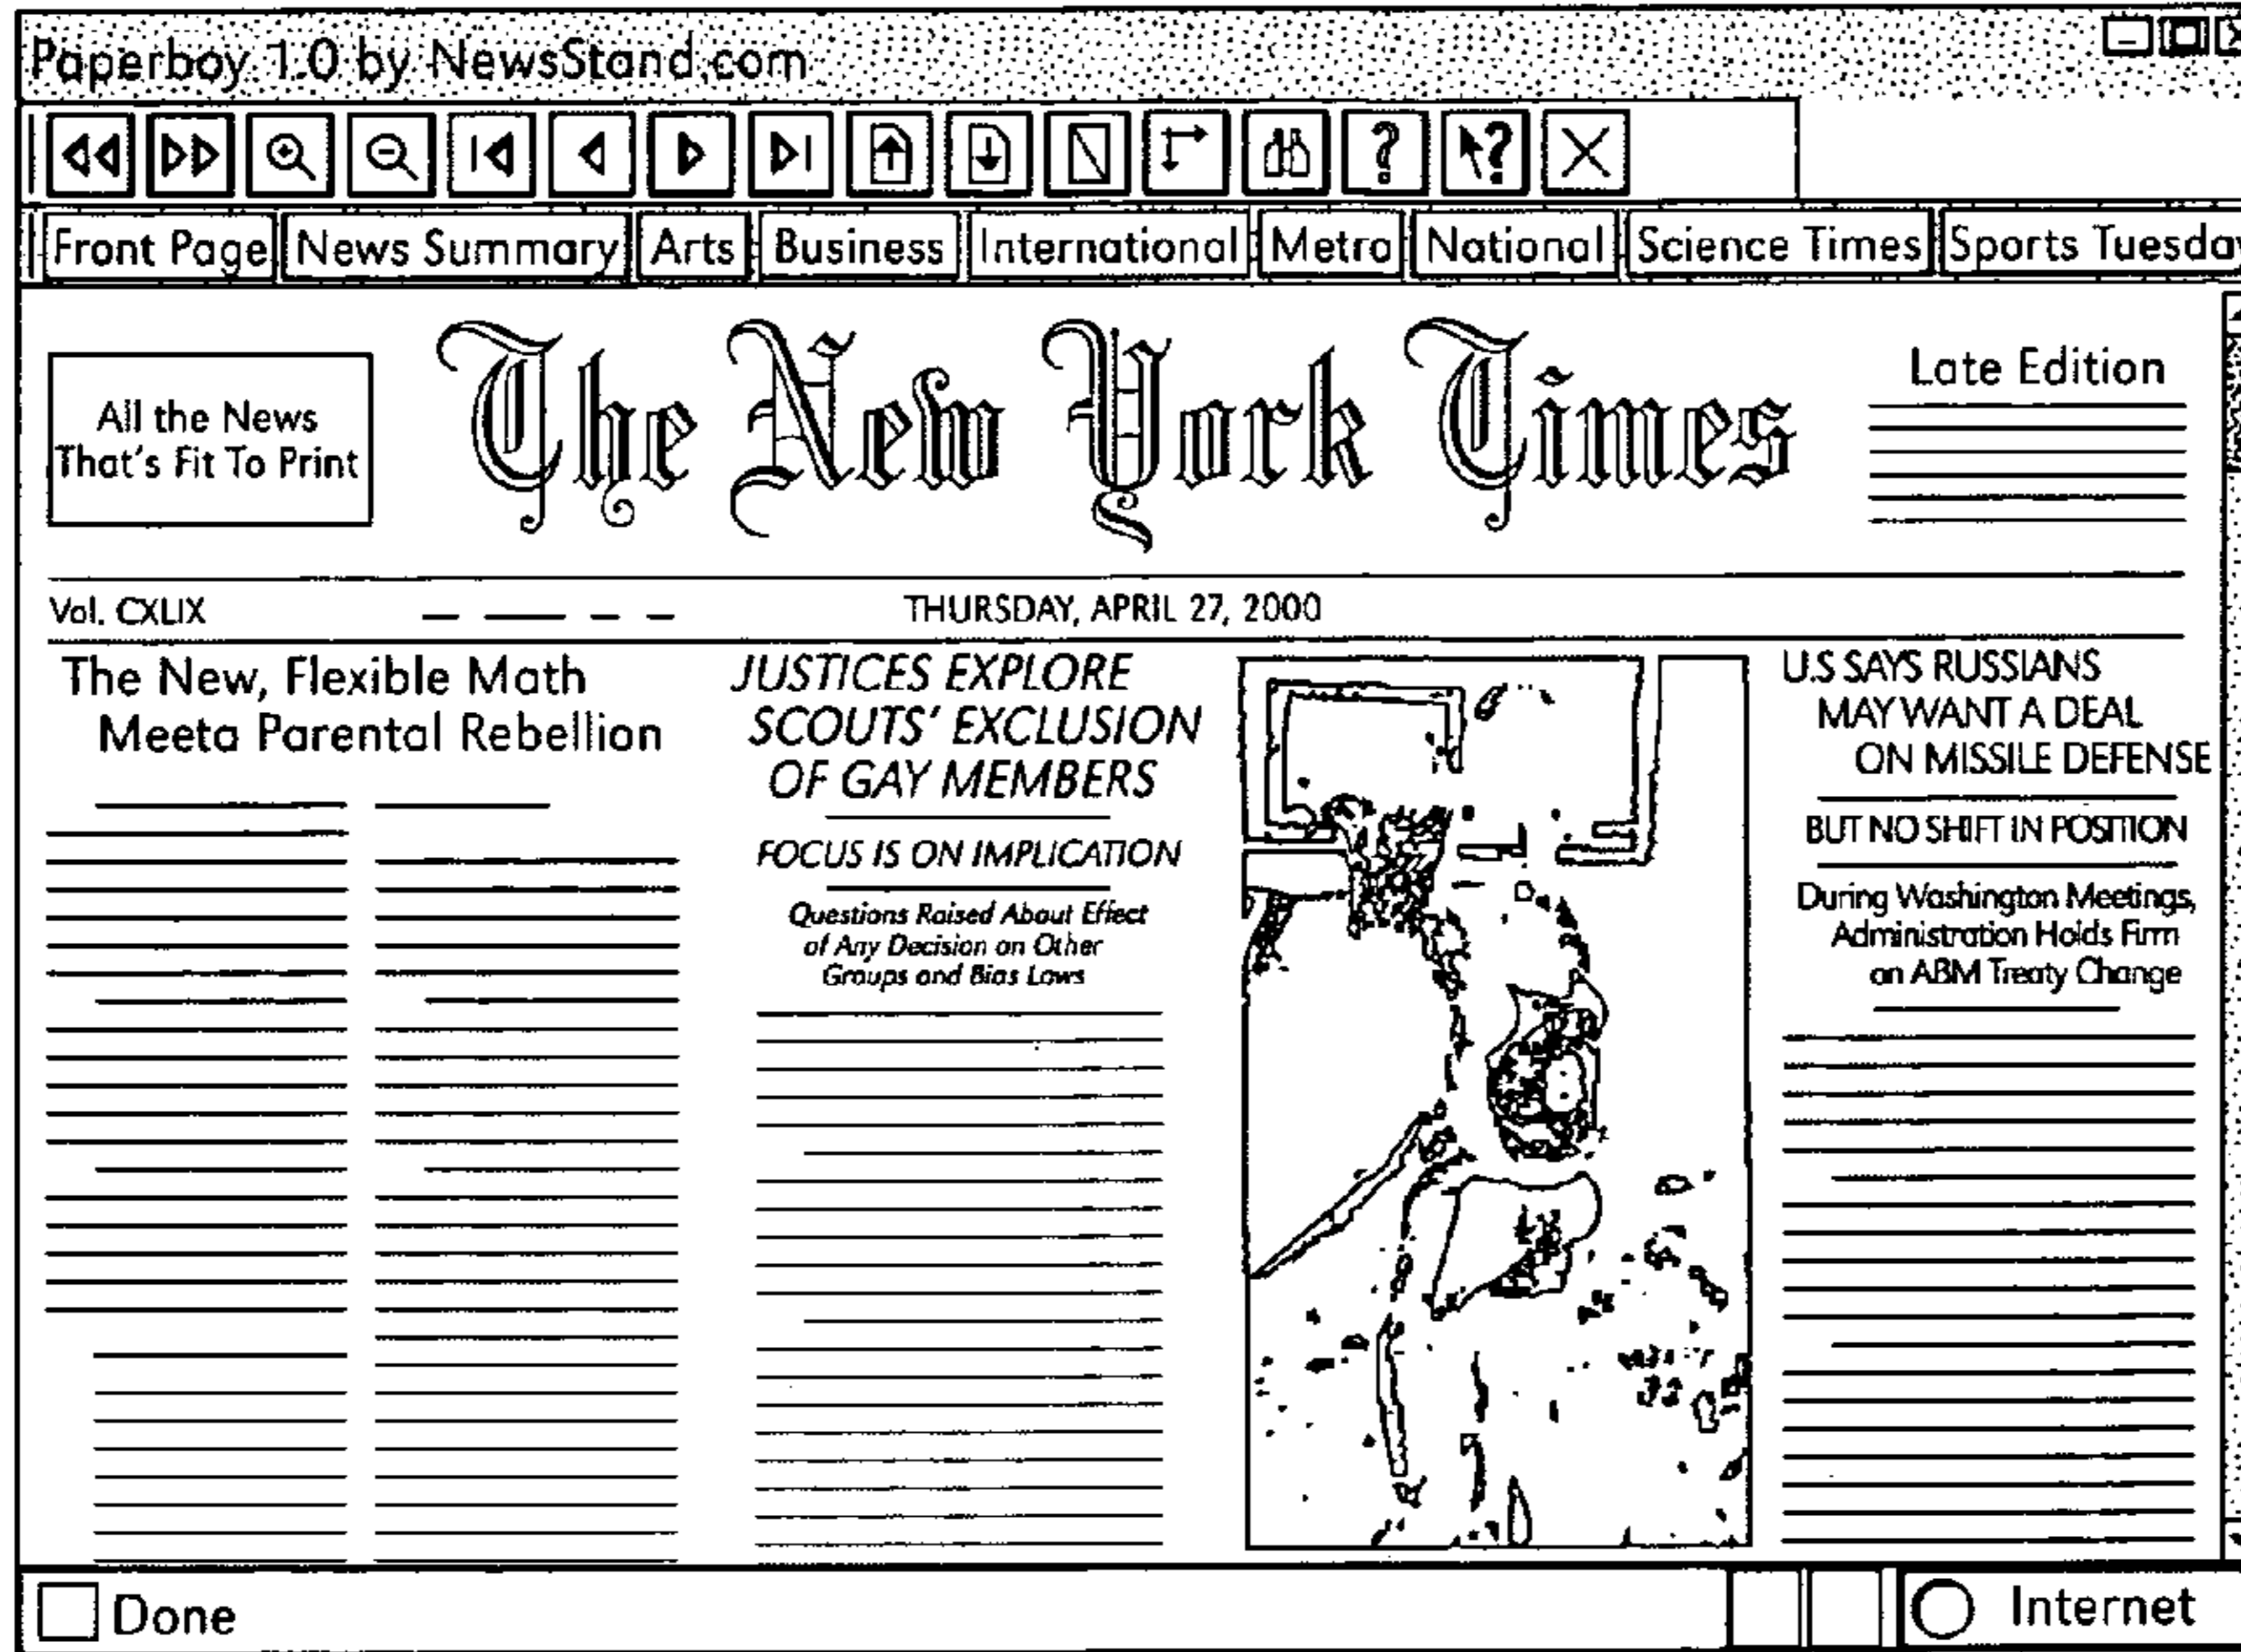 Paperboy 1.0 by NewsStand.com
Front Page News Summary Arts Business International Metro National Science Times Sports Tuesday
All the News
That's Fit To Print
The New York Times
Late Edition
Vol. CXLIX
THURSDAY, APRIL 27, 2000
The New, Flexible Math
Meeta Parental Rebellion
JUSTICES EXPLORE
SCOUTS' EXCLUSION
OF GAY MEMBERS
FOCUS IS ON IMPLICATION
Questions Raised About Effect
of Any Decision on Other
Groups and Bias Laws
U.S SAYS RUSSIANS
MAY WANT A DEAL
ON MISSILE DEFENSE
BUT NO SHIFT IN POSITION
During Washington Meetings,
Administration Holds Firm
on ABM Treaty Change
Done
Internet